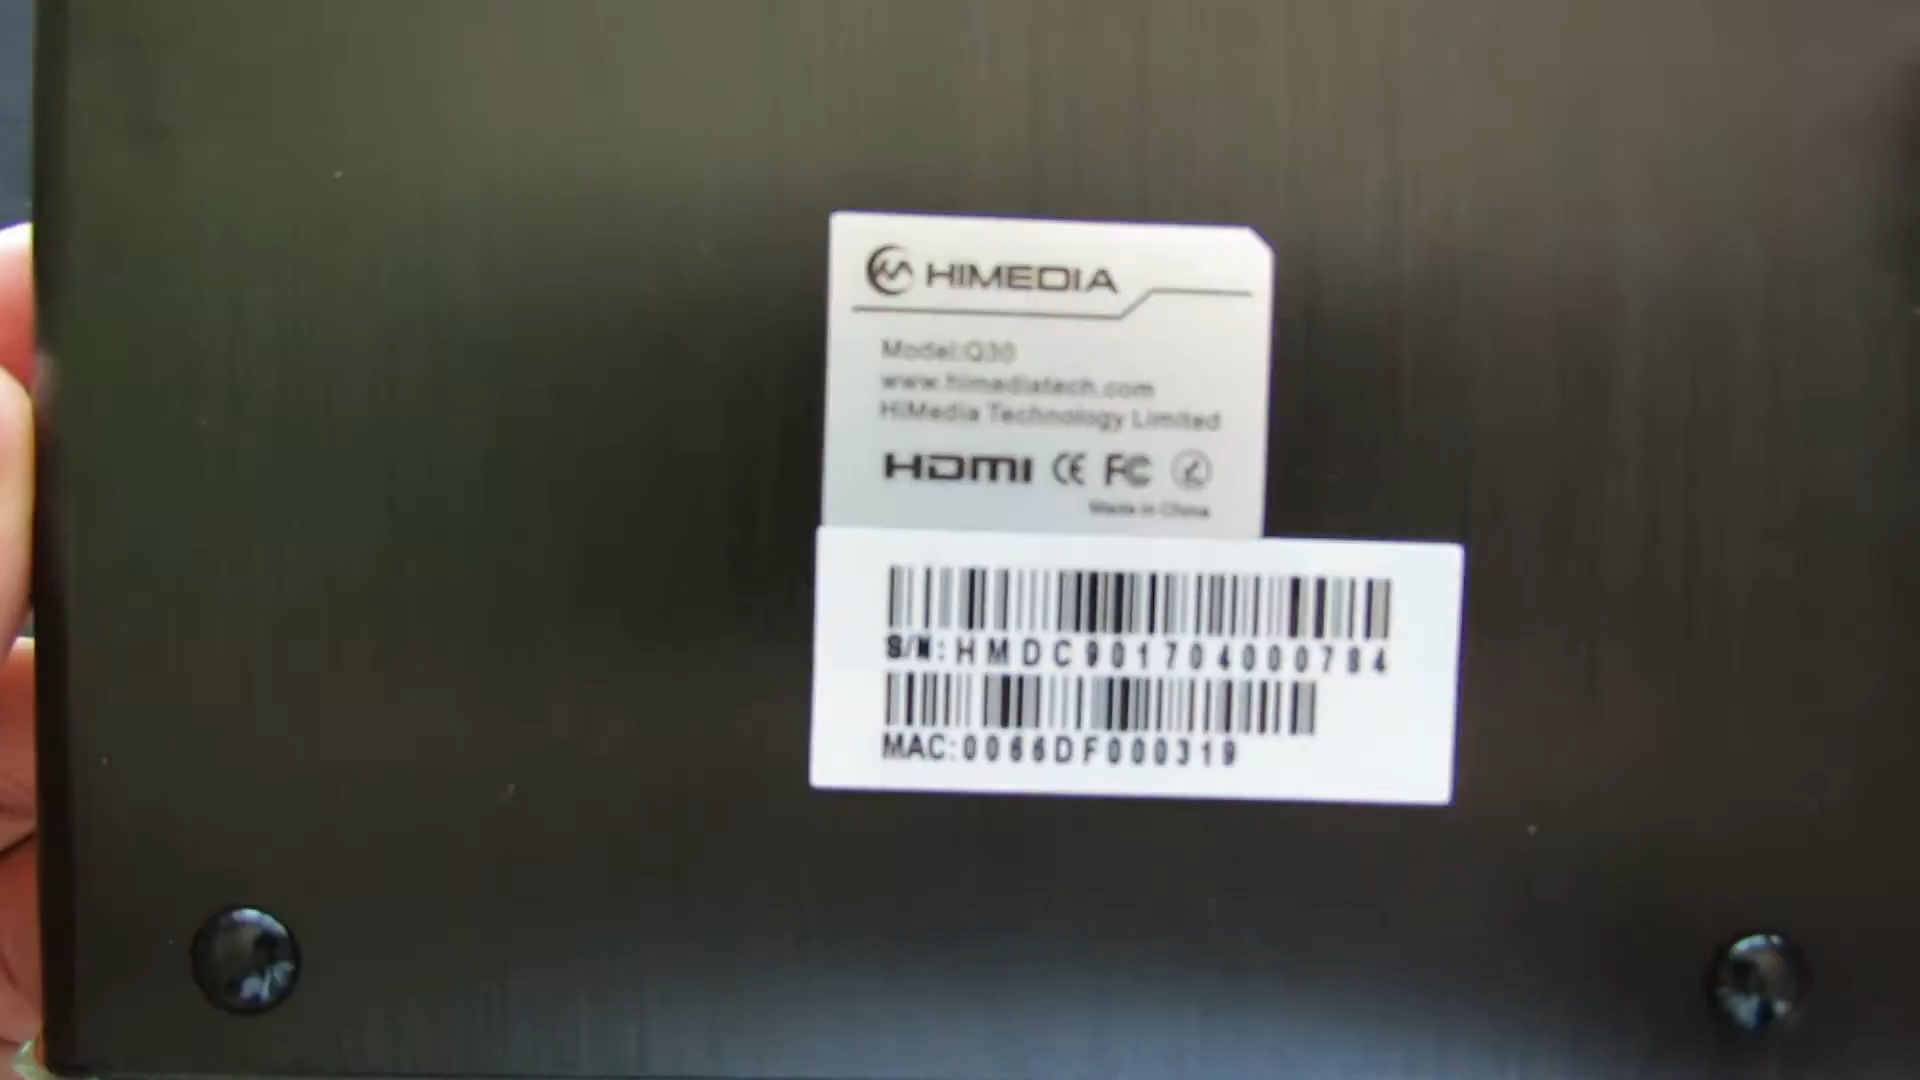 HIMEDIA
Model:Q30
www.himediatech.com
HiMedia Technology Limited
HDMI CE FC
Made in China
S/N:HMDC901704000784
MAC:0066DF000319